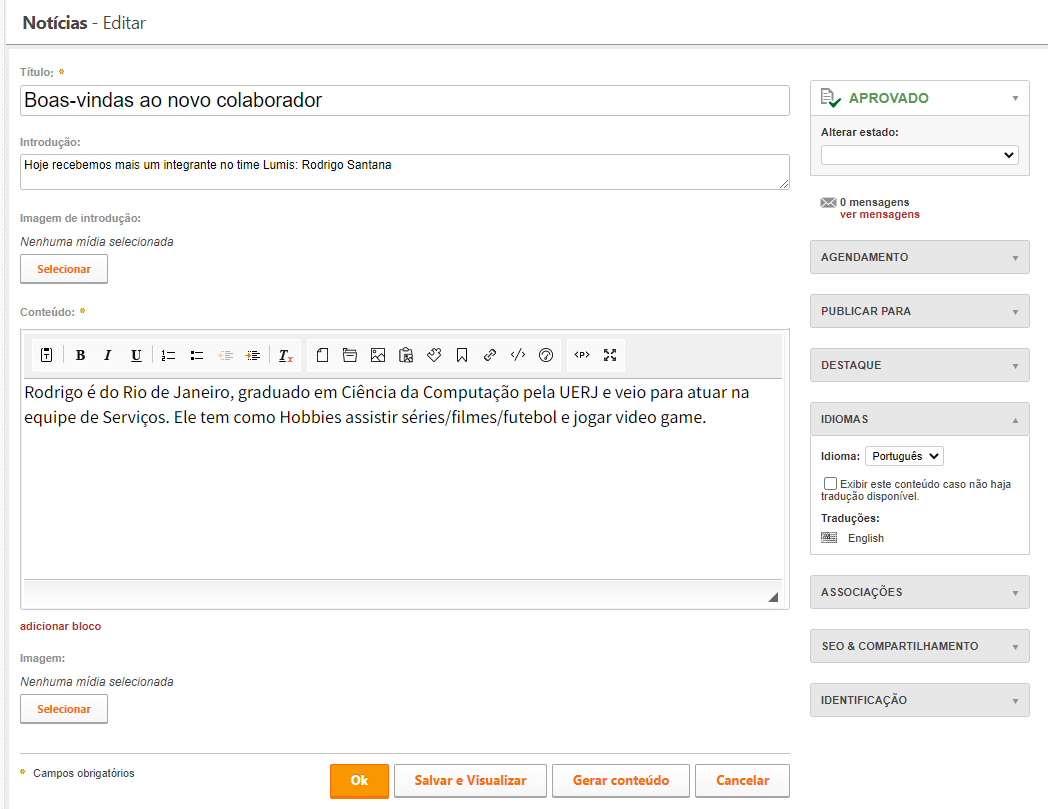 Notícias - Editar
Título: *
Boas-vindas ao novo colaborador
Introdução:
Hoje recebemos mais um integrante no time Lumis: Rodrigo Santana
Imagem de introdução:
Nenhuma mídia selecionada
Selecionar
Conteúdo: *
B I U Tx
Rodrigo é do Rio de Janeiro, graduado em Ciência da Computação pela UERJ e veio para atuar na
equipe de Serviços. Ele tem como Hobbies assistir séries/filmes/futebol e jogar video game.
adicionar bloco
Imagem:
Nenhuma mídia selecionada
Selecionar
* Campos obrigatórios
Ok
Salvar e Visualizar
Gerar conteúdo
Cancelar
APROVADO
Alterar estado:
0 mensagens
ver mensagens
AGENDAMENTO
PUBLICAR PARA
DESTAQUE
IDIOMAS
Idioma: Português
Exibir este conteúdo caso não haja
tradução disponível.
Traduções:
English
ASSOCIAÇÕES
SEO & COMPARTILHAMENTO
IDENTIFICAÇÃO